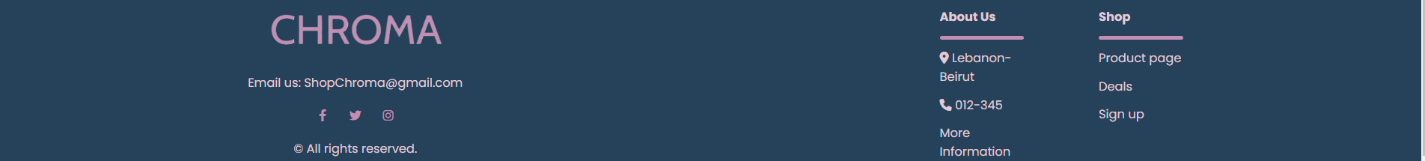 CHROMA
Email us: ShopChroma@gmail.com
© All rights reserved.
About Us
Lebanon-
Beirut
012-345
More
Information
Shop
Product page
Deals
Sign up